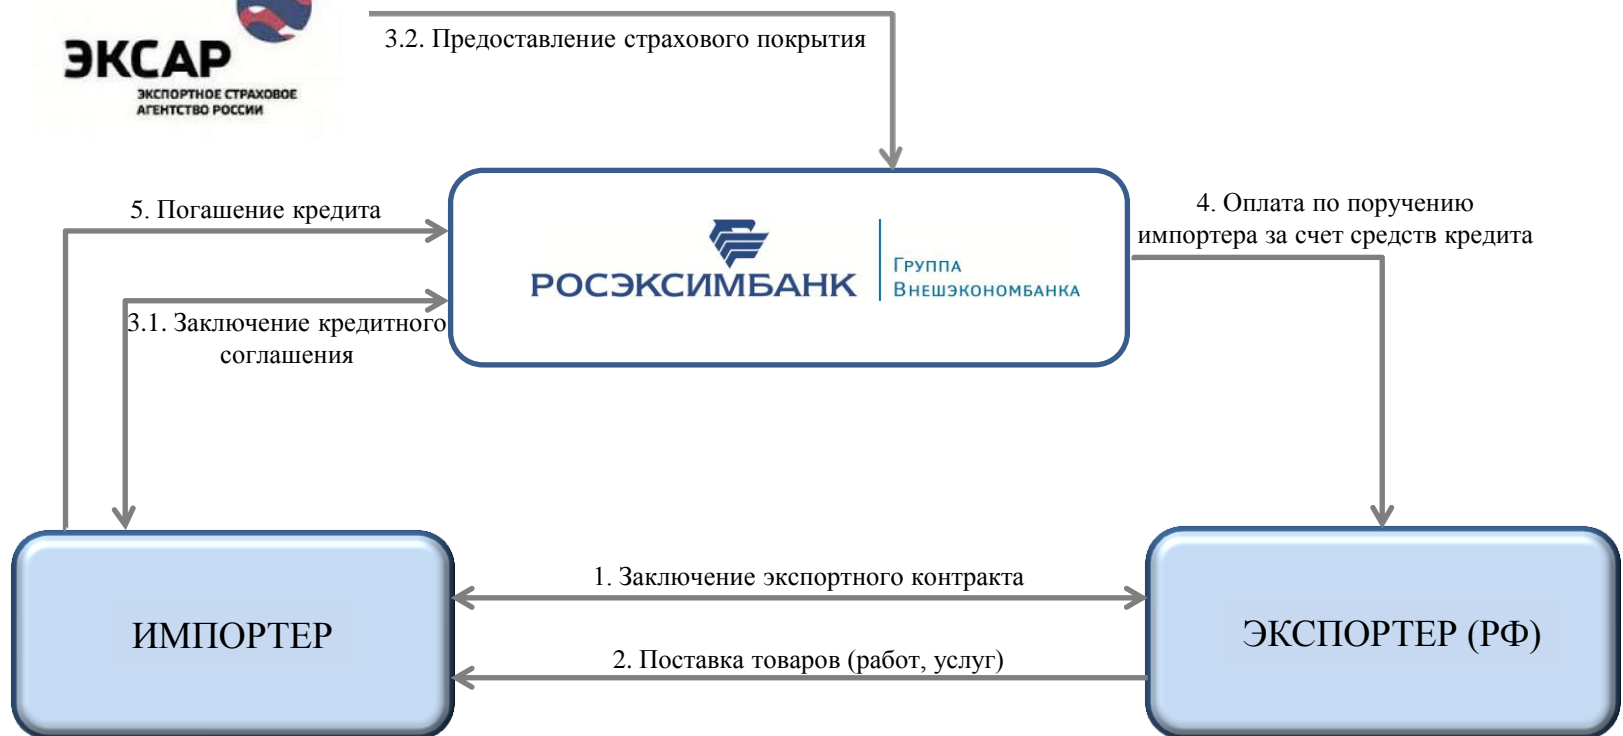 3.2. Предоставление страхового покрытия
ЭКСАР
ЭКСПОРТНОЕ СТРАХОВОЕ
АГЕНТСТВО РОССИИ
5. Погашение кредита
4. Оплата по поручению
импортера за счет средств кредита
РОСЭКСИМБАНК
ГРУППА
ВНЕШЭКОНОМБАНКА
3.1. Заключение кредитного
соглашения
1. Заключение экспортного контракта
ИМПОРТЕР
ЭКСПОРТЕР (РФ)
2. Поставка товаров (работ, услуг)